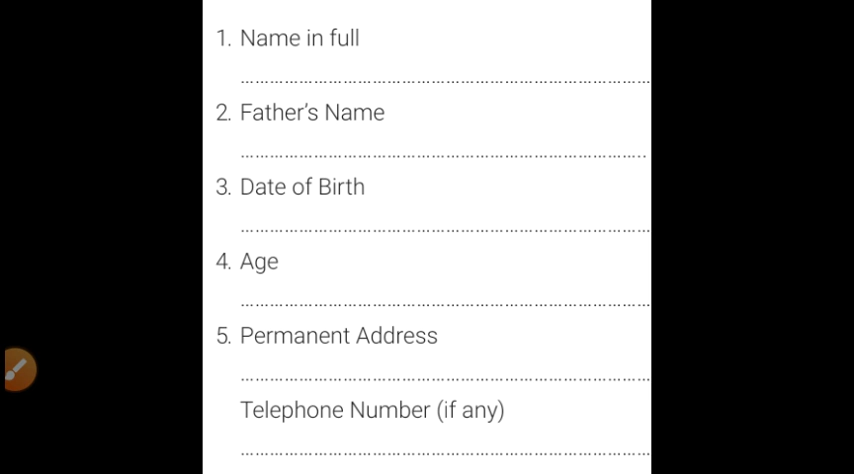 1. Name in full
................................................................................
2. Father's Name
................................................................................
3. Date of Birth
................................................................................
4. Age
................................................................................
5. Permanent Address
................................................................................
Telephone Number (if any)
................................................................................